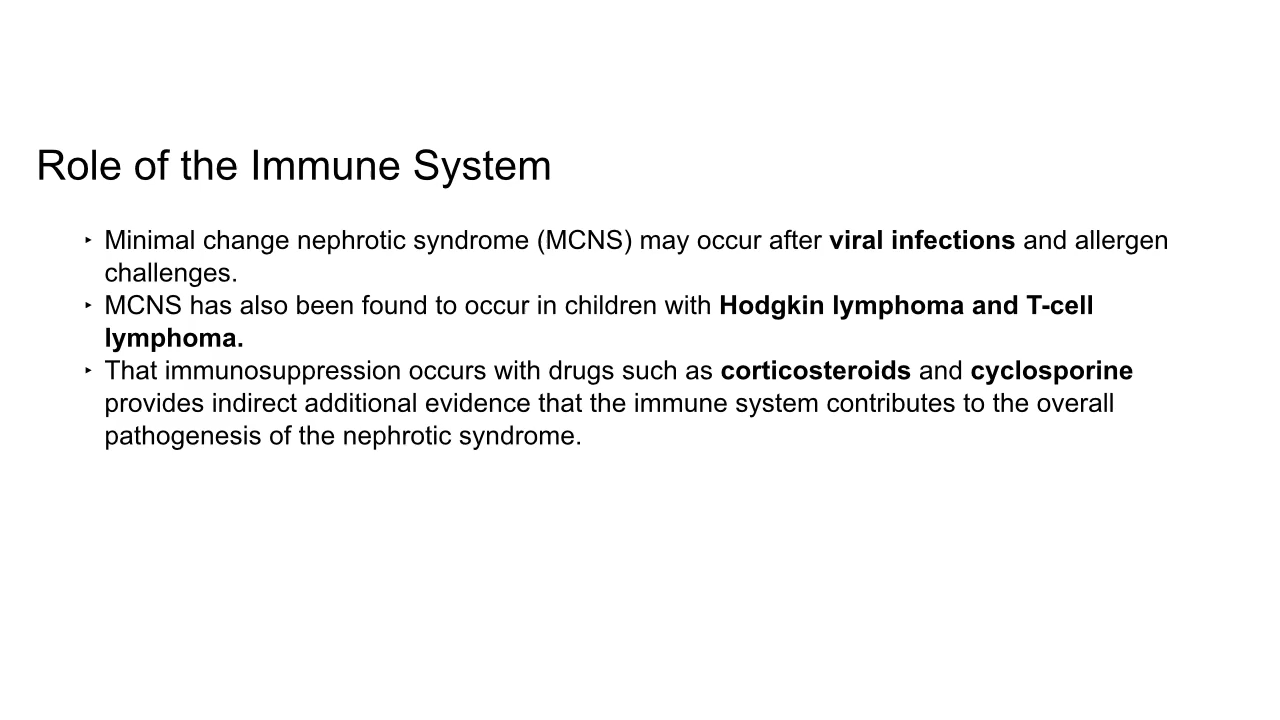 Role of the Immune System
‣ Minimal change nephrotic syndrome (MCNS) may occur after viral infections and allergen
challenges.
‣ MCNS has also been found to occur in children with Hodgkin lymphoma and T-cell
lymphoma.
‣ That immunosuppression occurs with drugs such as corticosteroids and cyclosporine
provides indirect additional evidence that the immune system contributes to the overall
pathogenesis of the nephrotic syndrome.